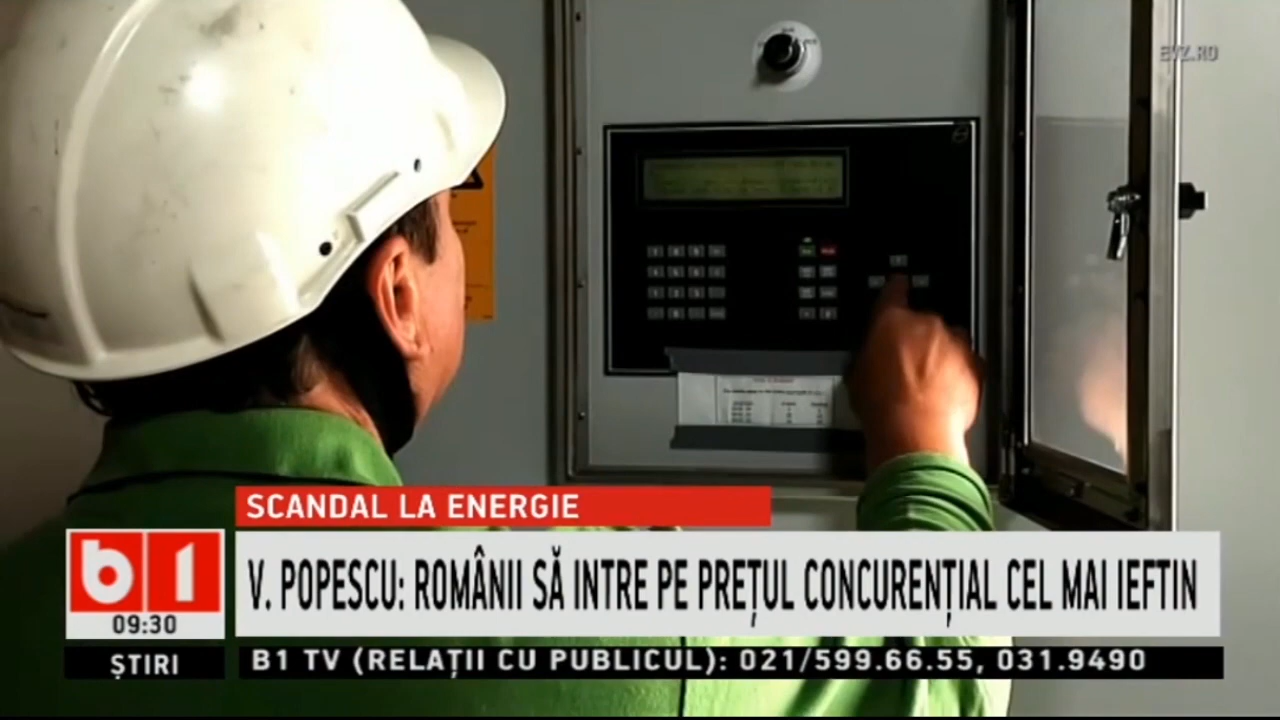 EVZ.RO
SCANDAL LA ENERGIE
b1
V. POPESCU: ROMÂNII SĂ INTRE PE PREȚUL CONCURENȚIAL CEL MAI IEFTIN
09:30
ȘTIRI
B1 TV (RELAȚII CU PUBLICUL): 021/599.66.55, 031.9490